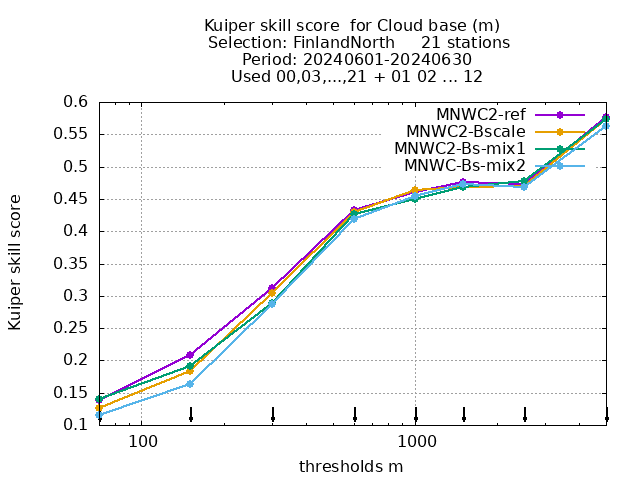 Kuiper skill score  for Cloud base (m)
Selection: FinlandNorth     21 stations
Period: 20240601-20240630
Used 00,03,...,21 + 01 02 ... 12
MNWC2-ref
MNWC2-Bscale
MNWC2-Bs-mix1
MNWC-Bs-mix2
Kuiper skill score
0.6
0.55
0.5
0.45
0.4
0.35
0.3
0.25
0.2
0.15
0.1
100
1000
thresholds m